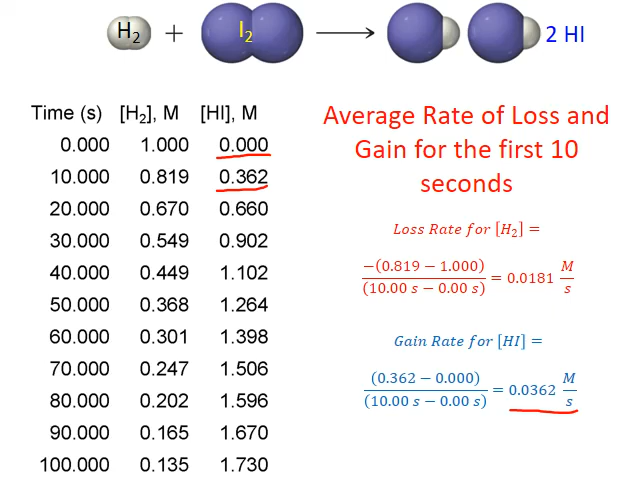 H₂ + I₂ → 2 HI
Time (s) [H₂], M [HI], M
0.000 1.000 0.000
10.000 0.819 0.362
20.000 0.670 0.660
30.000 0.549 0.902
40.000 0.449 1.102
50.000 0.368 1.264
60.000 0.301 1.398
70.000 0.247 1.506
80.000 0.202 1.596
90.000 0.165 1.670
100.000 0.135 1.730
Average Rate of Loss and
Gain for the first 10
seconds
Loss Rate for [H₂] =
−(0.819 − 1.000) / (10.00 s − 0.00 s) = 0.0181 M/s
Gain Rate for [HI] =
(0.362 − 0.000) / (10.00 s − 0.00 s) = 0.0362 M/s